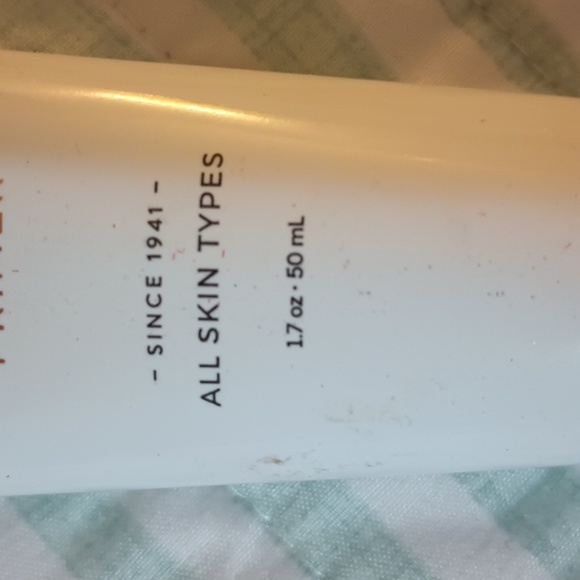 - SINCE 1941 -
ALL SKIN TYPES
1.7 oz · 50 mL